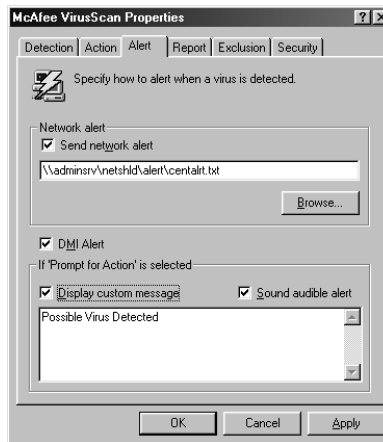 McAfee VirusScan Properties
Detection Action Alert Report Exclusion Security
Specify how to alert when a virus is detected.
Network alert
Send network alert
\\adminsrv\netshld\alert\centalrt.txt
Browse...
DMI Alert
If 'Prompt for Action' is selected
Display custom message Sound audible alert
Possible Virus Detected
OK Cancel Apply